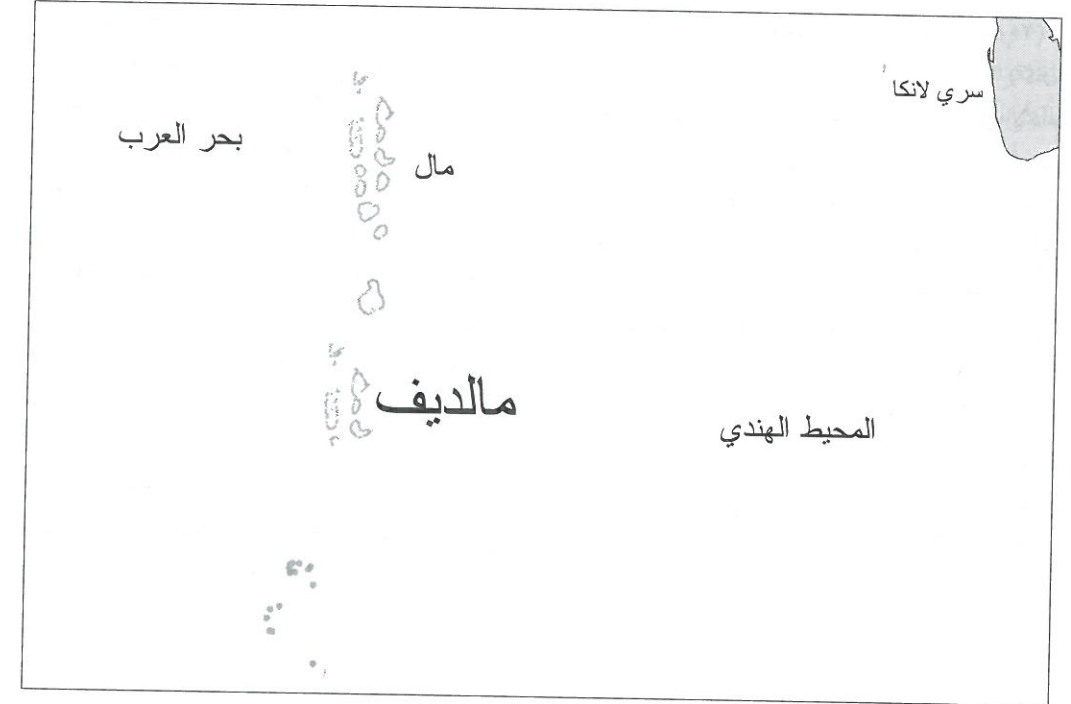 سري لانكا
بحر العرب
مال
مالديف
المحيط الهندي